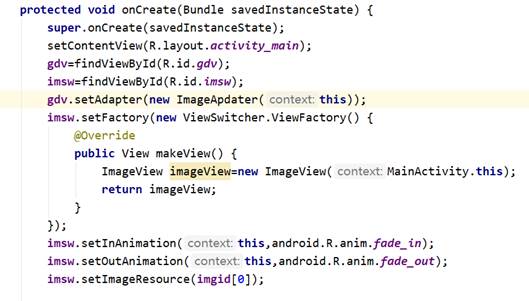 protected void onCreate(Bundle savedInstanceState) {
super.onCreate(savedInstanceState);
setContentView(R.layout.activity_main);
gdv=findViewById(R.id.gdv);
imsw=findViewById(R.id.imsw);
gdv.setAdapter(new ImageApdater( context: this));
imsw.setFactory(new ViewSwitcher.ViewFactory() {
@Override
public View makeView() {
ImageView imageView=new ImageView( context: MainActivity.this);
return imageView;
}
});
imsw.setInAnimation( context: this,android.R.anim.fade_in);
imsw.setOutAnimation( context: this,android.R.anim.fade_out);
imsw.setImageResource(imgid[0]);